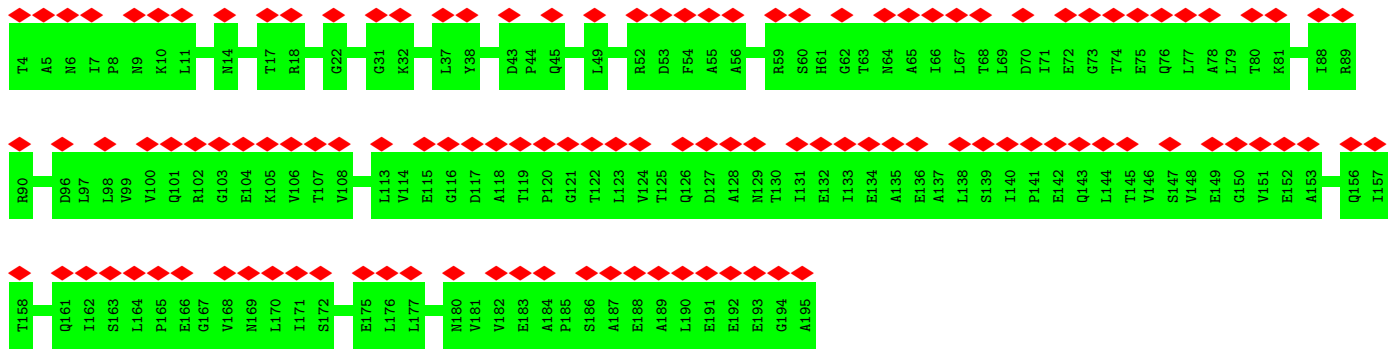 T4 A5 N6 I7 P8 N9 K10 L11 N14 T17 R18 G22 G31 K32 L37 Y38 D43 P44 Q45 L49 R52 D53 F54 A55 A56 R59 S60 H61 G62 T63 N64 A65 I66 L67 T68 L69 D70 I71 E72 G73 T74 E75 Q76 L77 A78 L79 T80 K81 I88 R89
R90 D96 L97 L98 V99 V100 Q101 R102 G103 E104 K105 V106 T107 V108 L113 V114 E115 G116 D117 A118 T119 P120 G121 T122 L123 V124 T125 Q126 D127 A128 N129 T130 I131 E132 I133 E134 A135 E136 A137 L138 S139 I140 P141 E142 Q143 L144 T145 V146 S147 V148 E149 G150 V151 E152 A153 Q156 I157
T158 Q161 I162 S163 L164 P165 E166 G167 V168 N169 L170 I171 S172 E175 L176 L177 N180 V181 V182 E183 A184 P185 S186 A187 E188 A189 L190 E191 E192 E193 G194 A195